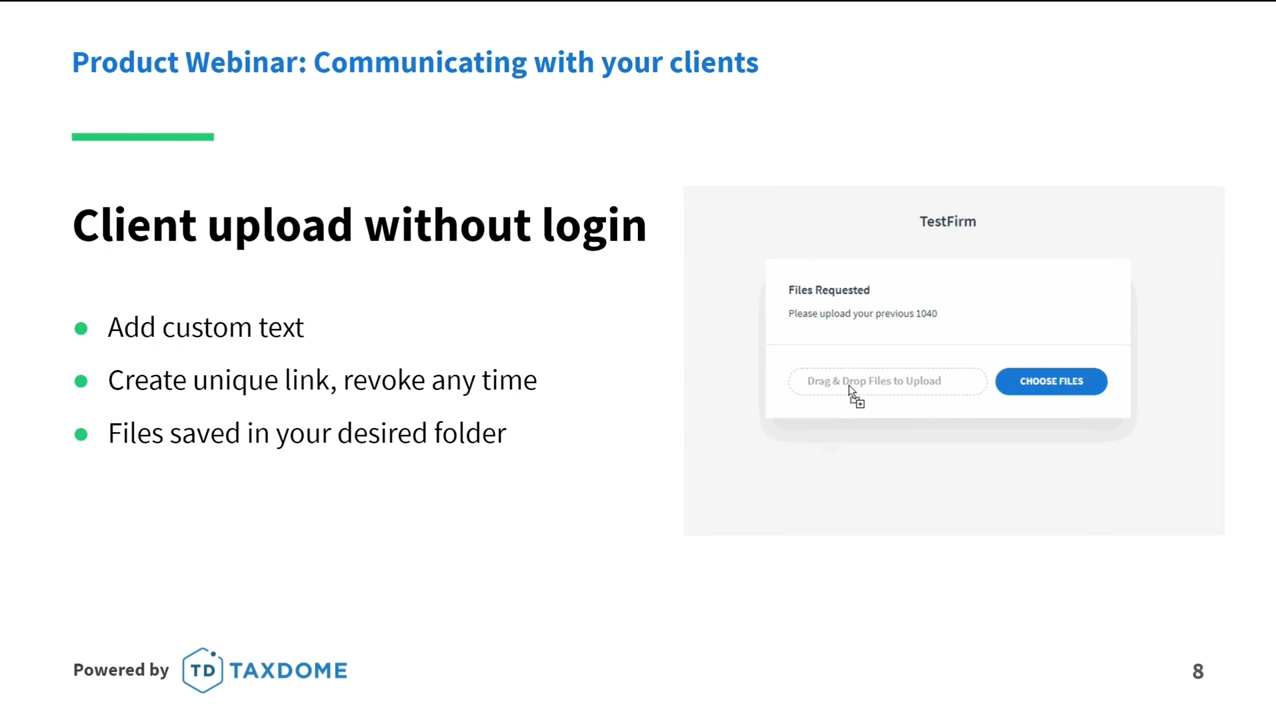 Product Webinar: Communicating with your clients
Client upload without login
Add custom text
Create unique link, revoke any time
Files saved in your desired folder
TestFirm
Files Requested
Please upload your previous 1040
Drag & Drop Files to Upload
CHOOSE FILES
Powered by TD TAXDOME
8